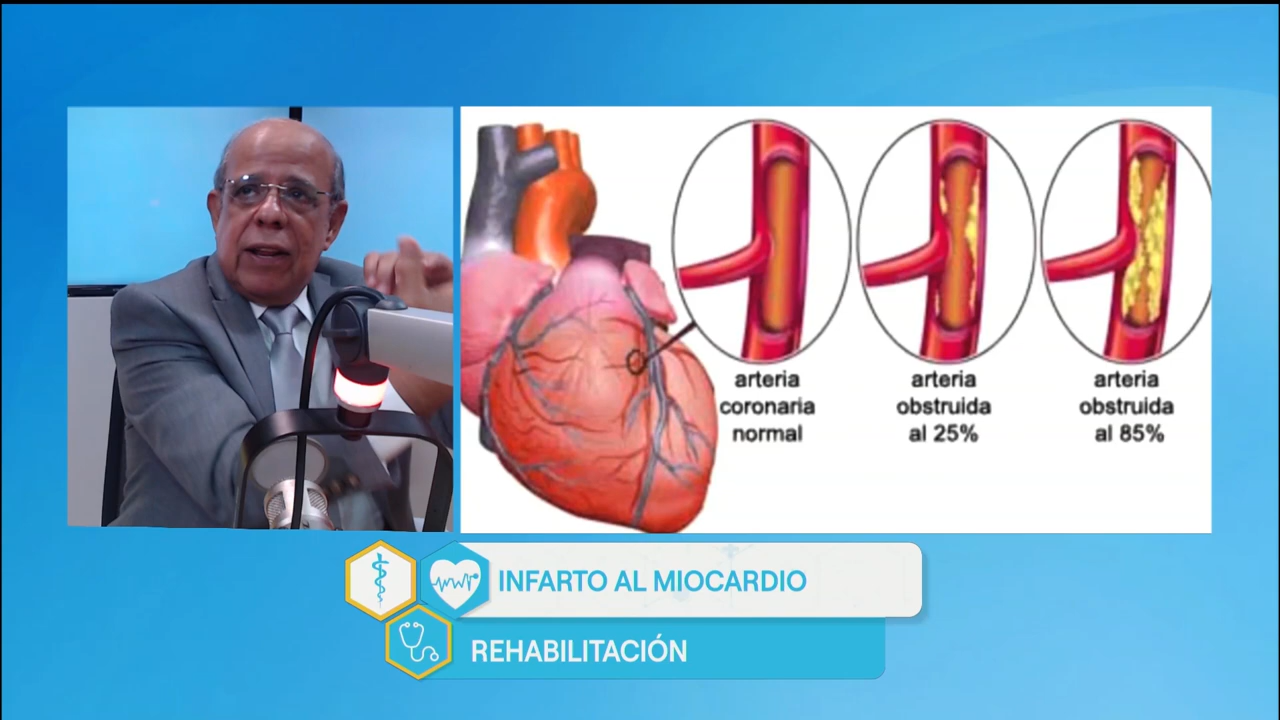 arteria
coronaria
normal
arteria
obstruida
al 25%
arteria
obstruida
al 85%
INFARTO AL MIOCARDIO
REHABILITACIÓN